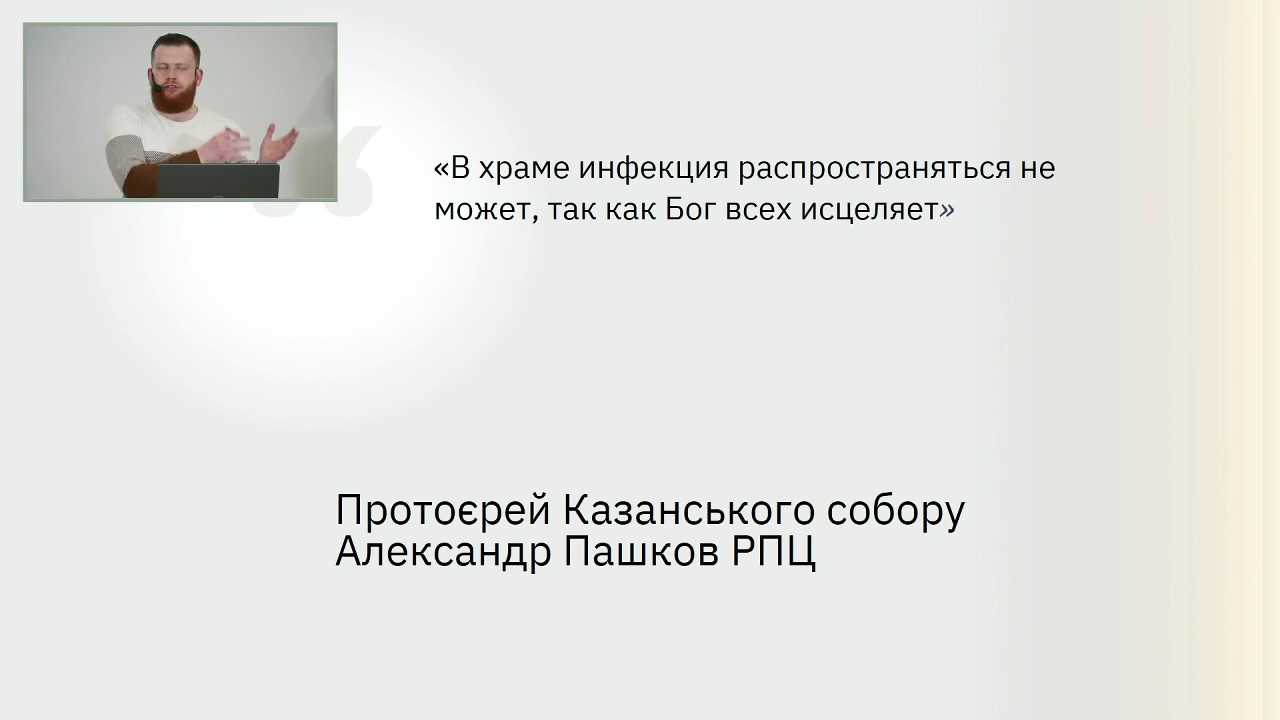 «В храме инфекция распространяться не
может, так как Бог всех исцеляет»
Протоєрей Казанського собору
Александр Пашков РПЦ